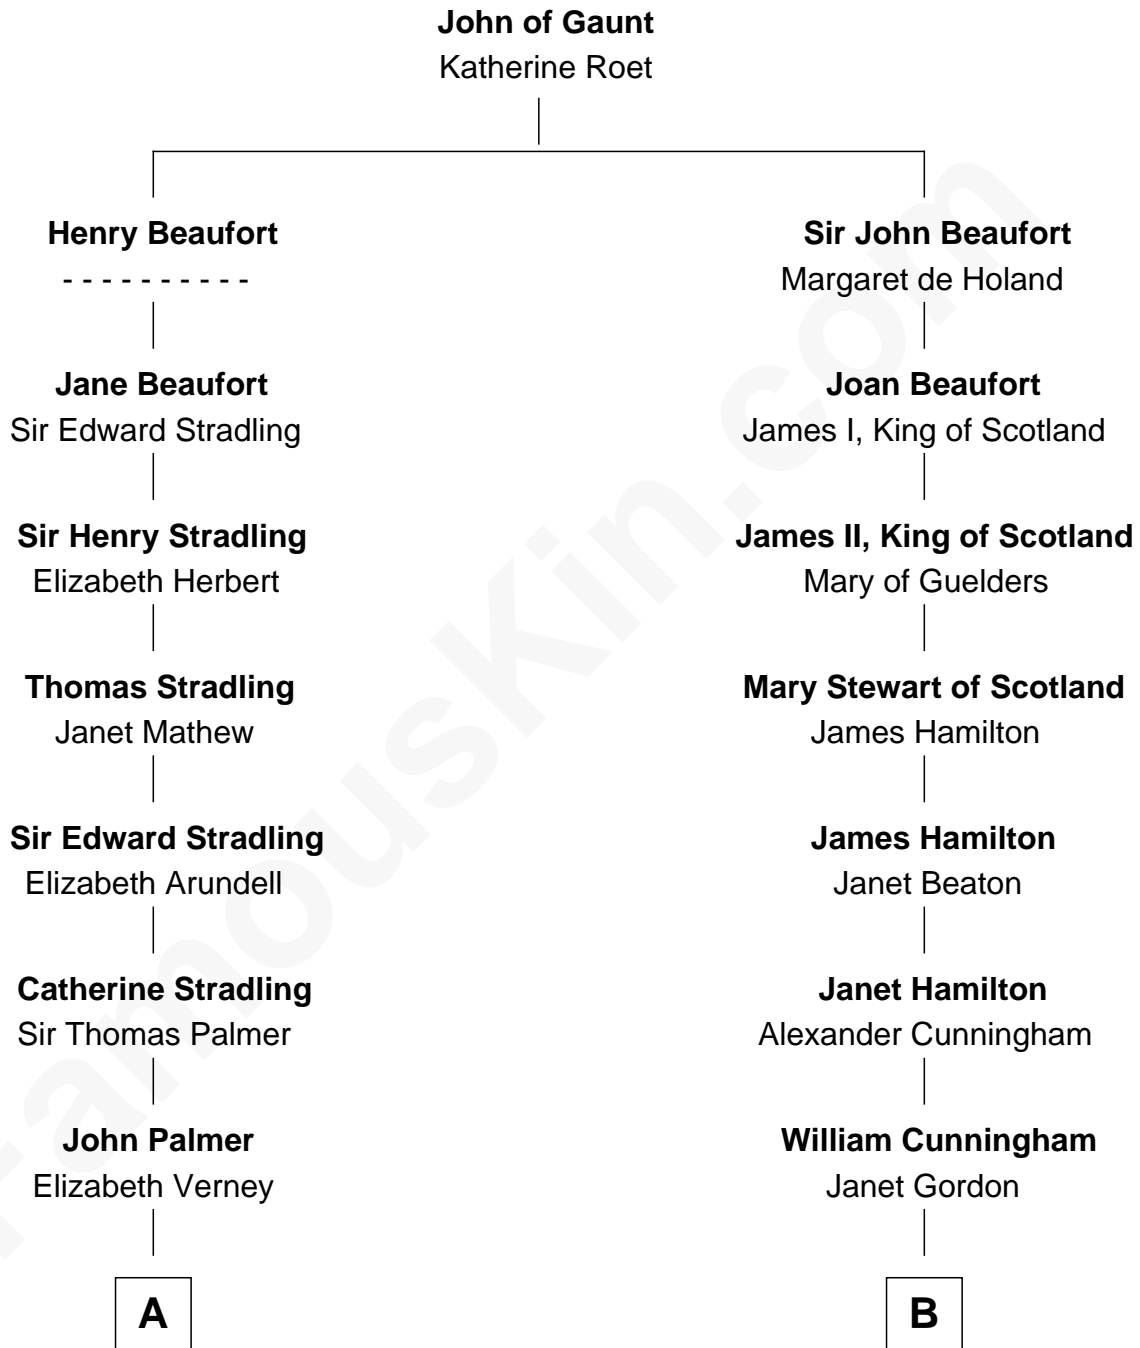 John of Gaunt
Katherine Roet
Henry Beaufort
- - - - - - - - - -
Jane Beaufort
Sir Edward Stradling
Sir Henry Stradling
Elizabeth Herbert
Thomas Stradling
Janet Mathew
Sir Edward Stradling
Elizabeth Arundell
Catherine Stradling
Sir Thomas Palmer
John Palmer
Elizabeth Verney
A
Sir John Beaufort
Margaret de Holand
Joan Beaufort
James I, King of Scotland
James II, King of Scotland
Mary of Guelders
Mary Stewart of Scotland
James Hamilton
James Hamilton
Janet Beaton
Janet Hamilton
Alexander Cunningham
William Cunningham
Janet Gordon
B
FamousKin.com